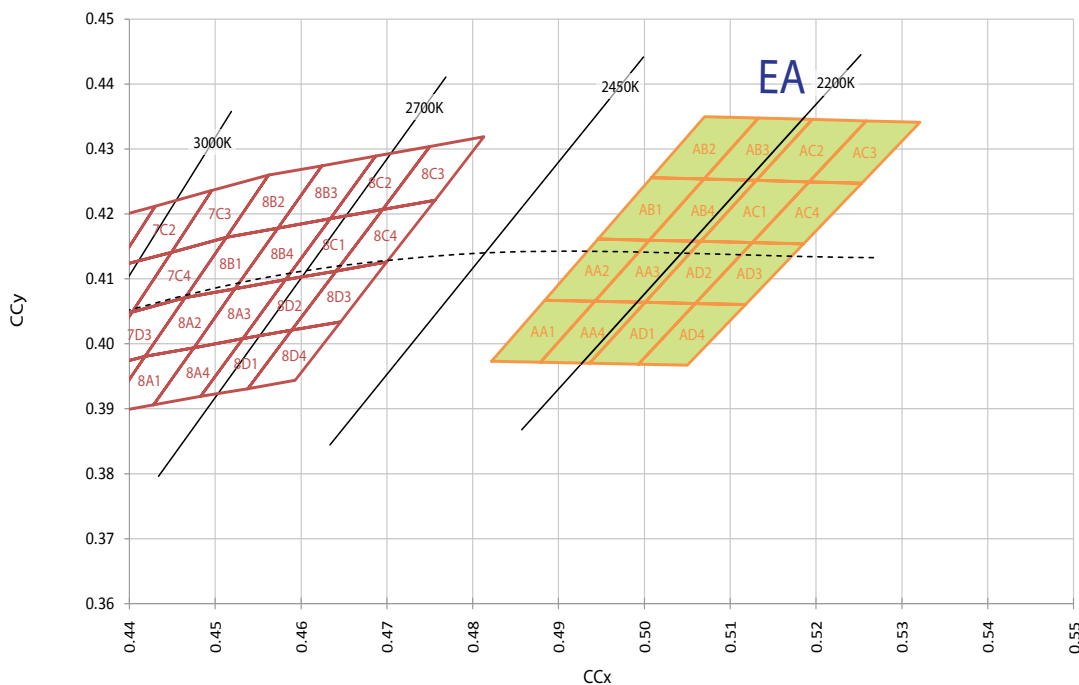 0.45
0.44
0.43
0.42
0.41
0.40
0.39
0.38
0.37
0.36
CCy
3000K
2700K
2450K
EA
2200K
7C2
7C3
8B2
8B3
8C2
8C3
7C4
8B1
8B4
8C1
8C4
7D3
8A2
8A3
8D2
8D3
8A1
8A4
8D1
8D4
AB2
AB3
AC2
AC3
AB1
AB4
AC1
AC4
AA2
AA3
AD2
AD3
AA1
AA4
AD1
AD4
0.44
0.45
0.46
0.47
0.48
0.49
0.50
0.51
0.52
0.53
0.54
0.55
CCx